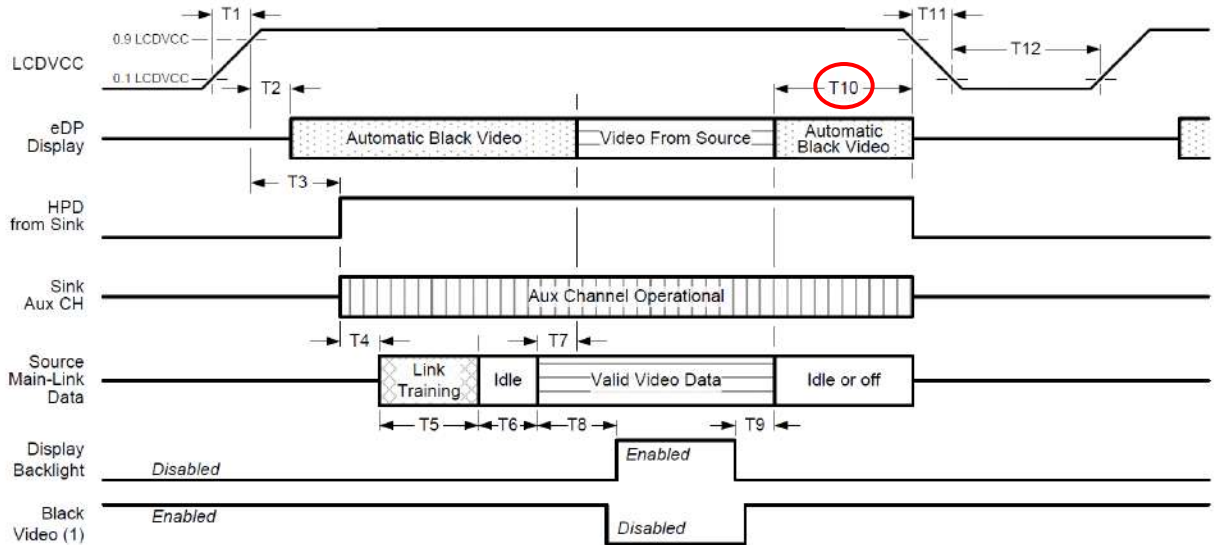 T1
T11
0.9 LCDVCC
LCDVCC
0.1 LCDVCC
T12
T2
T10
eDP
Display
Automatic Black Video
Video From Source
Automatic
Black Video
T3
HPD
from Sink
Sink
Aux CH
Aux Channel Operational
T4
T7
Source
Main-Link
Data
Link
Training
Idle
Valid Video Data
Idle or off
T5
T6
T8
T9
Display
Backlight
Disabled
Enabled
Black
Video (1)
Enabled
Disabled